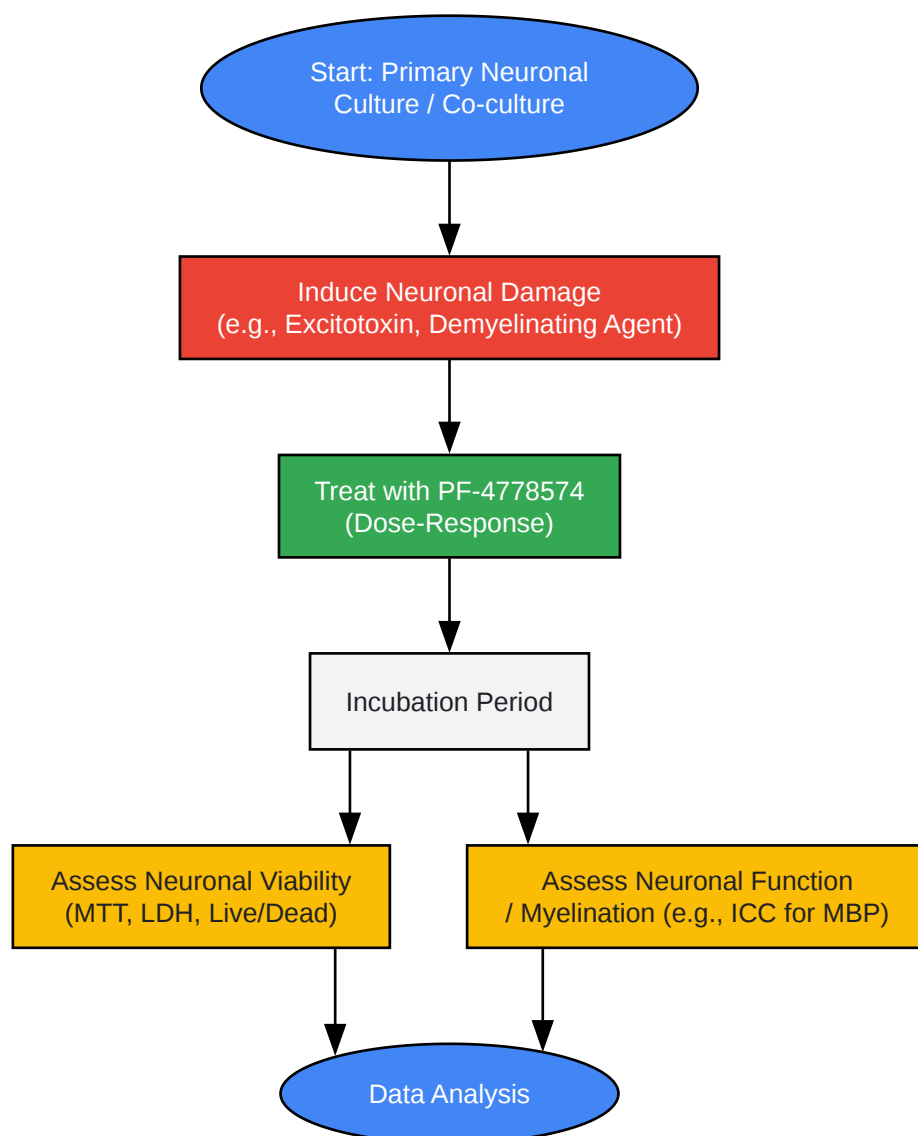 Start: Primary Neuronal
Culture / Co-culture
Induce Neuronal Damage
(e.g., Excitotoxin, Demyelinating Agent)
Treat with PF-4778574
(Dose-Response)
Incubation Period
Assess Neuronal Viability
(MTT, LDH, Live/Dead)
Assess Neuronal Function
/ Myelination (e.g., ICC for MBP)
Data Analysis